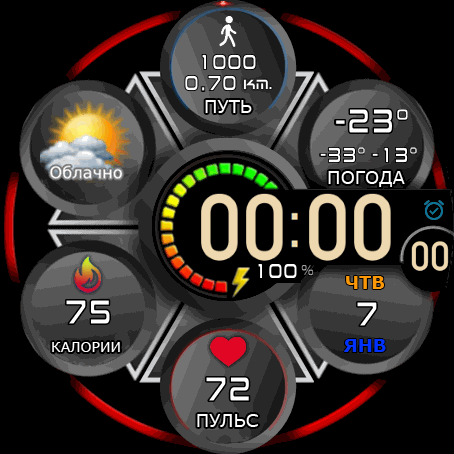 1000
0.70 Km.
ПУТЬ
-23°
-33° -13°
ПОГОДА
Облачно
00:00
00
100 %
ЧТВ
7
ЯНВ
75
КАЛОРИИ
72
ПУЛЬС